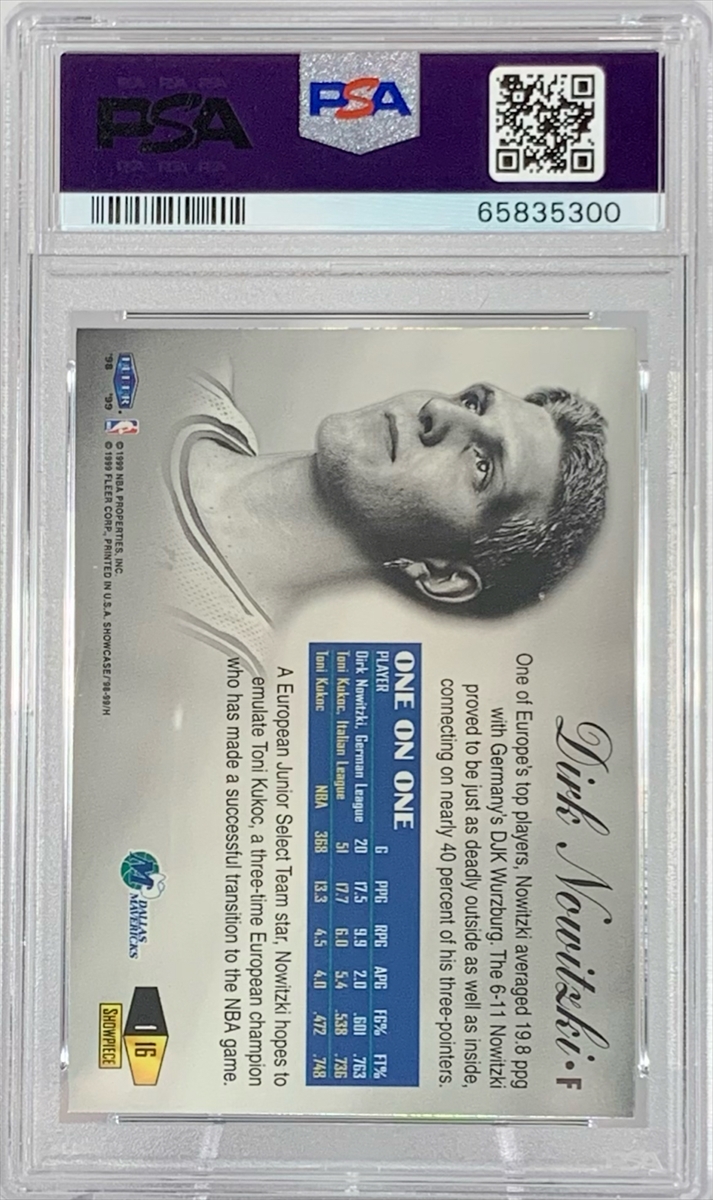 PSA
PSA
65835300
Dirk Nowitzki • F
One of Europe's top players, Nowitzki averaged 19.8 ppg
with Germany's DJK Wurzburg. The 6-11 Nowitzki
proved to be just as deadly outside as well as inside,
connecting on nearly 40 percent of his three-pointers.
ONE ON ONE
PLAYER G PPG RPG APG FG% FT%
Dirk Nowitzki, German League 20 17.5 9.9 2.0 .601 .763
Toni Kukoc, Italian League 51 17.7 6.0 5.4 .538 .736
Toni Kukoc NBA 368 13.3 4.5 4.0 .472 .748
A European Junior Select Team star, Nowitzki hopes to
emulate Toni Kukoc, a three-time European champion
who has made a successful transition to the NBA game.
FLEER
'98 '99
© 1999 NBA PROPERTIES, INC.
© 1999 FLEER CORP., PRINTED IN U.S.A. SHOWCASE/'98-99/H
DALLAS
MAVERICKS
1 16
SHOWPIECE